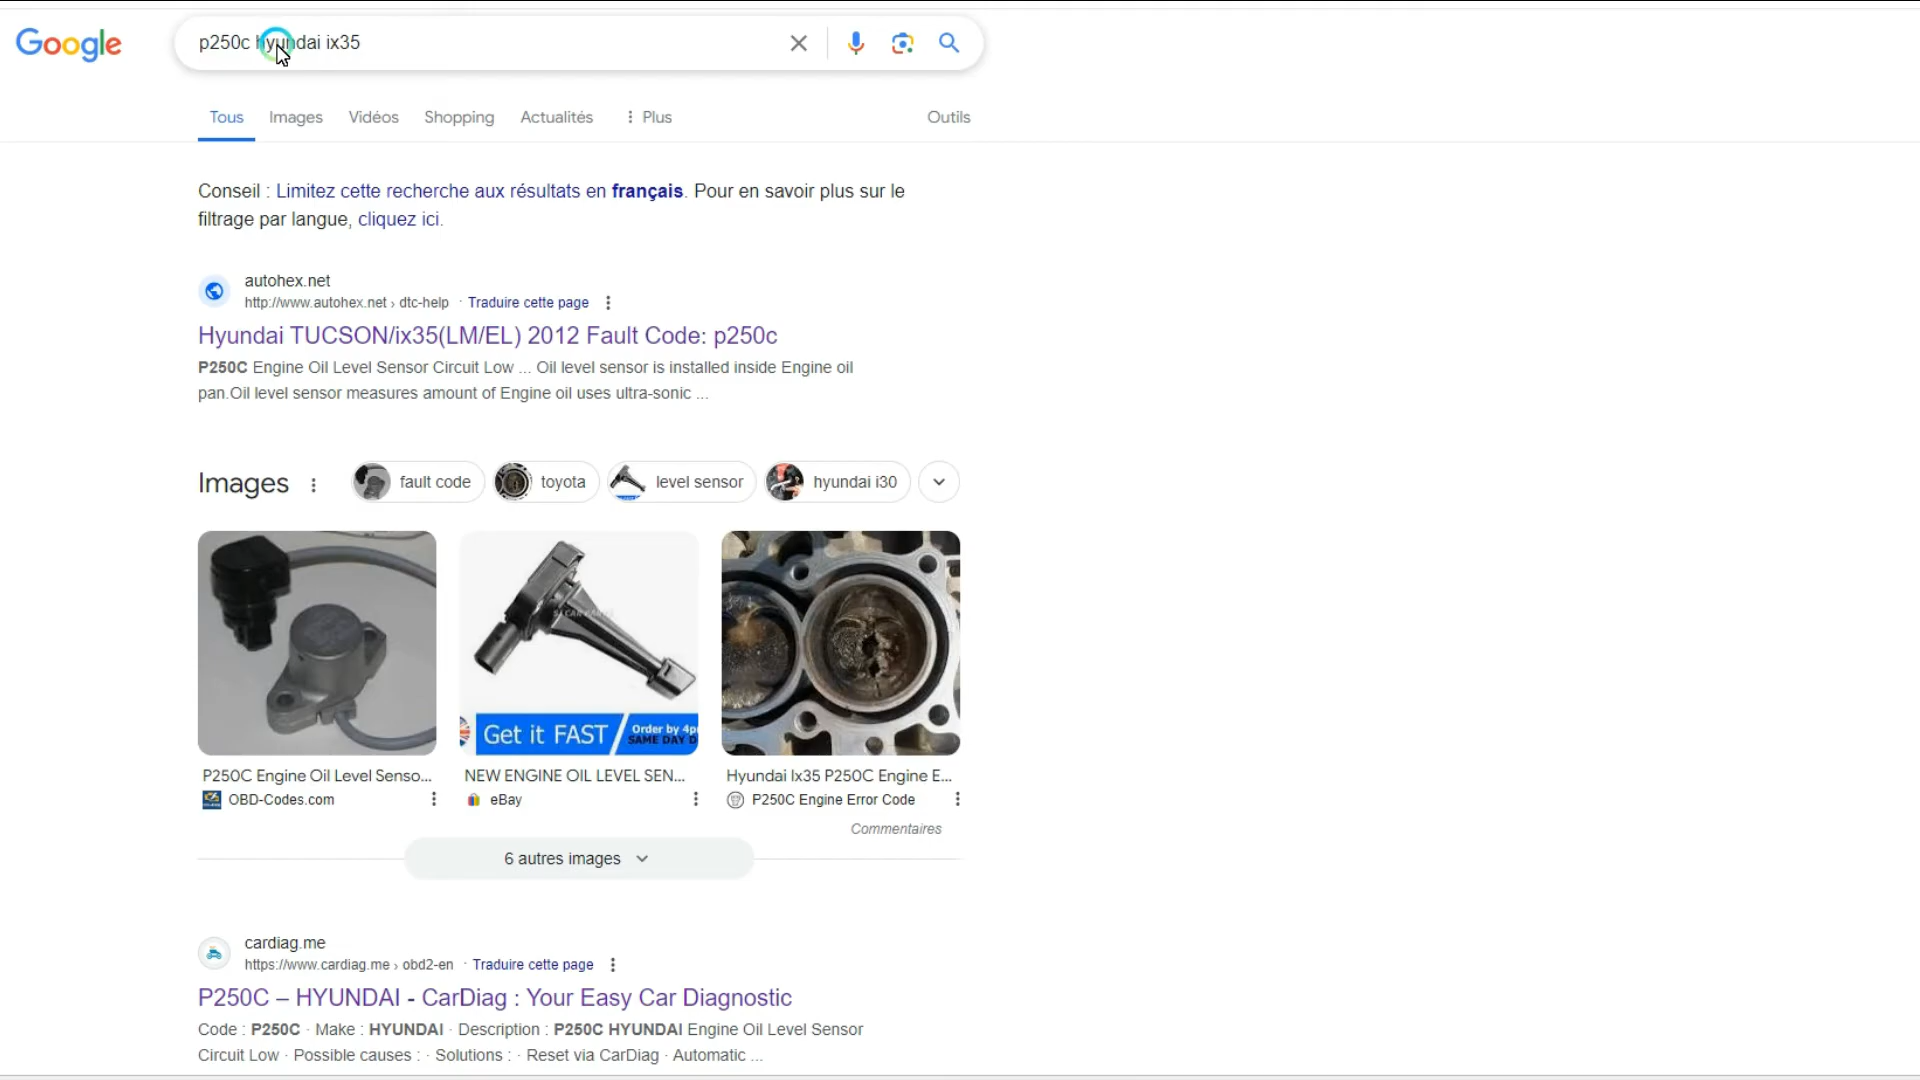 Google
p250c hyundai ix35
Tous Images Vidéos Shopping Actualités Plus Outils
Conseil : Limitez cette recherche aux résultats en français. Pour en savoir plus sur le
filtrage par langue, cliquez ici.
autohex.net
http://www.autohex.net › dtc-help · Traduire cette page
Hyundai TUCSON/ix35(LM/EL) 2012 Fault Code: p250c
P250C Engine Oil Level Sensor Circuit Low ... Oil level sensor is installed inside Engine oil
pan.Oil level sensor measures amount of Engine oil uses ultra-sonic ...
Images fault code toyota level sensor hyundai i30
Get it FAST Order by 4p
SAME DAY D
P250C Engine Oil Level Senso... NEW ENGINE OIL LEVEL SEN... Hyundai Ix35 P250C Engine E...
OBD-Codes.com eBay P250C Engine Error Code
Commentaires
6 autres images
cardiag.me
https://www.cardiag.me › obd2-en · Traduire cette page
P250C – HYUNDAI - CarDiag : Your Easy Car Diagnostic
Code : P250C · Make : HYUNDAI · Description : P250C HYUNDAI Engine Oil Level Sensor
Circuit Low · Possible causes : · Solutions : · Reset via CarDiag · Automatic ...